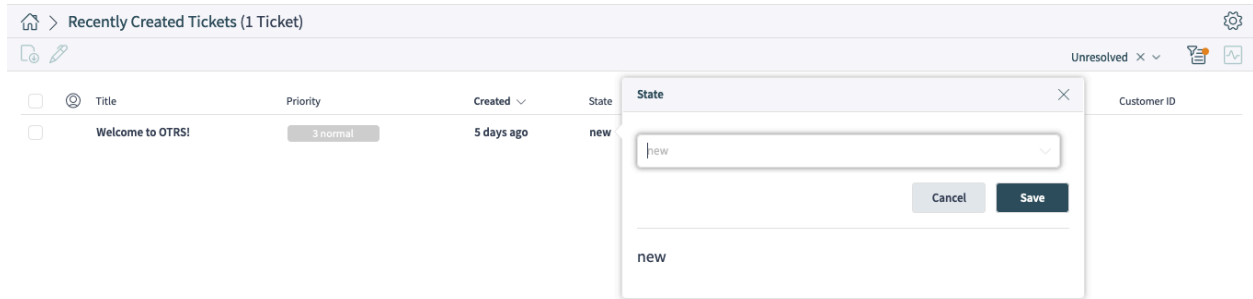 Recently Created Tickets (1 Ticket)
Unresolved
Title Priority Created State Customer ID
Welcome to OTRS! 3 normal 5 days ago new
State
new
Cancel Save
new